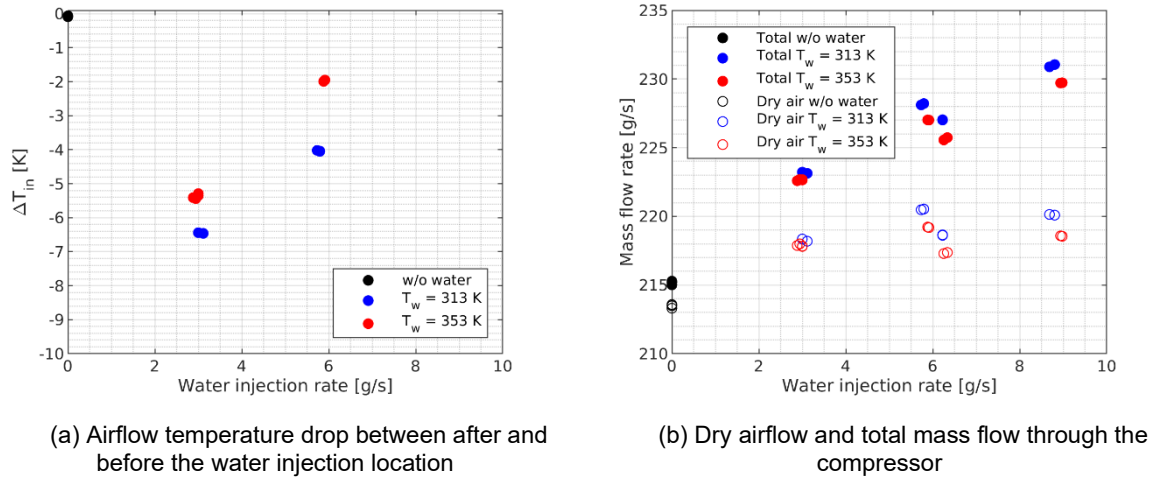 0
-1
-2
-3
-4
-5
-6
-7
-8
-9
-10
ΔT_in [K]
0 2 4 6 8 10
Water injection rate [g/s]
w/o water
T_w = 313 K
T_w = 353 K
(a) Airflow temperature drop between after and
before the water injection location
235
230
225
220
215
210
Mass flow rate [g/s]
0 2 4 6 8 10
Water injection rate [g/s]
Total w/o water
Total T_w = 313 K
Total T_w = 353 K
Dry air w/o water
Dry air T_w = 313 K
Dry air T_w = 353 K
(b) Dry airflow and total mass flow through the
compressor